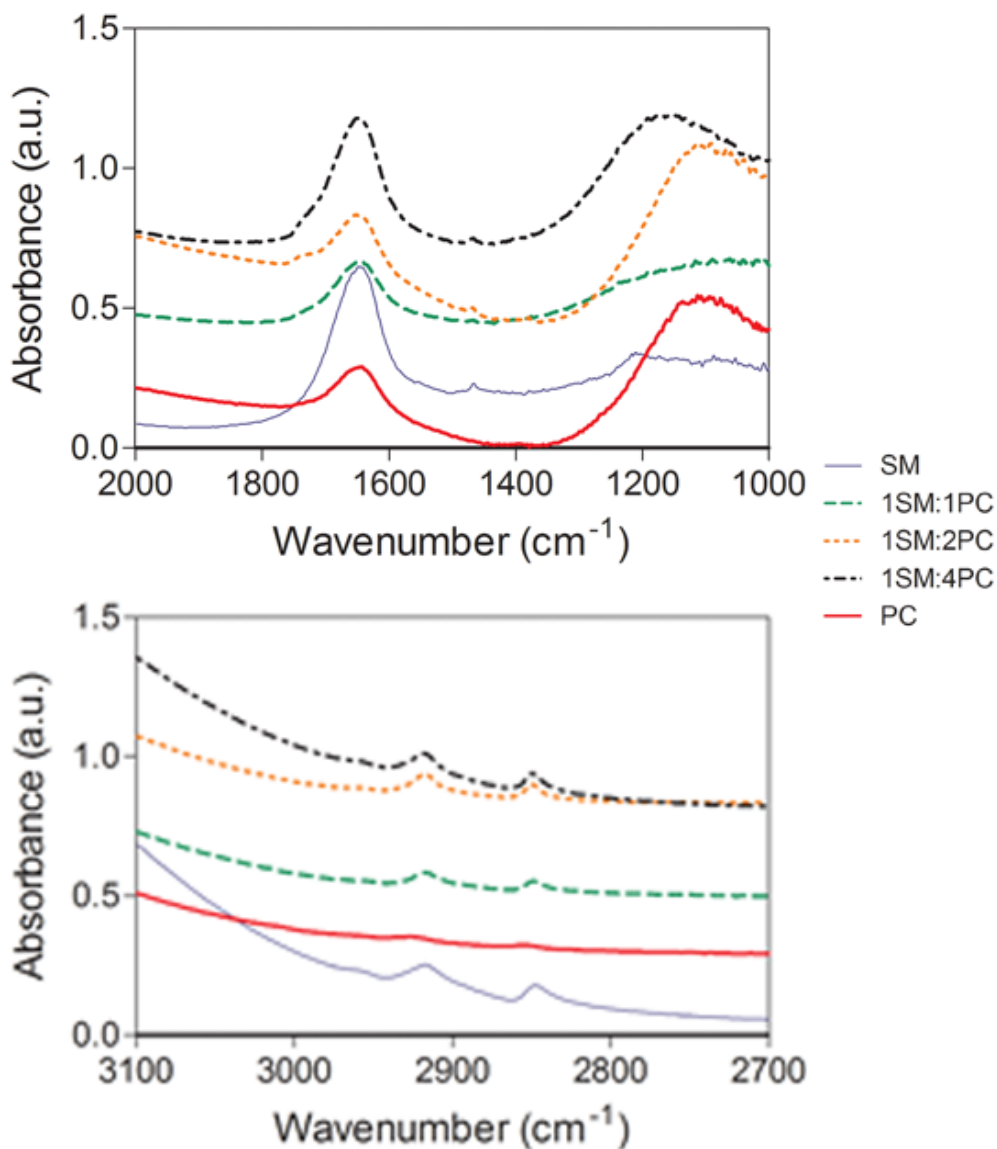 1.5
1.0
0.5
0.0
Absorbance (a.u.)
2000 1800 1600 1400 1200 1000
Wavenumber (cm⁻¹)
SM
1SM:1PC
1SM:2PC
1SM:4PC
PC
1.5
1.0
0.5
0.0
Absorbance (a.u.)
3100 3000 2900 2800 2700
Wavenumber (cm⁻¹)